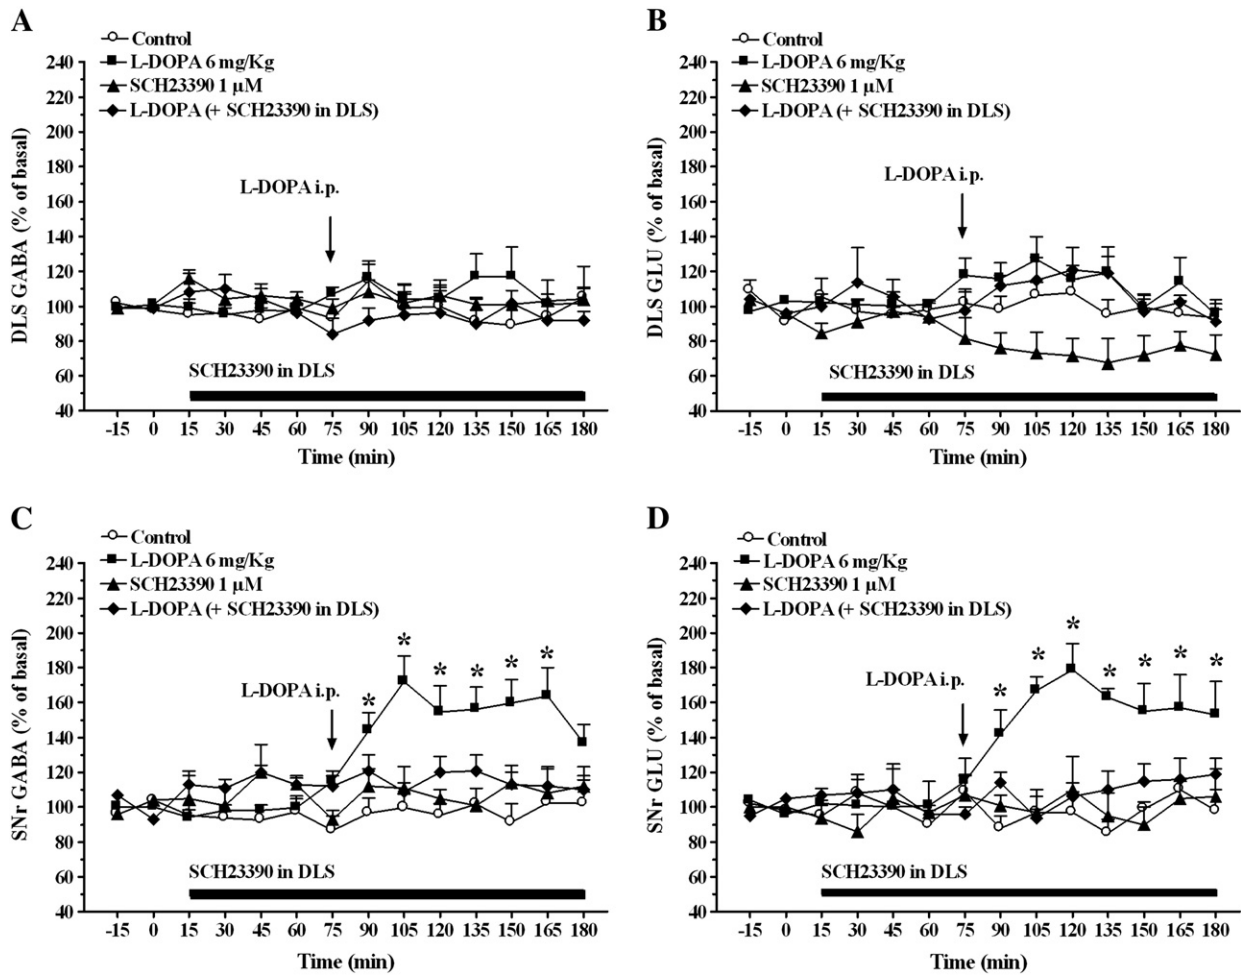 A
Control
L-DOPA 6 mg/Kg
SCH23390 1 µM
L-DOPA (+ SCH23390 in DLS)
DLS GABA (% of basal)
240
220
200
180
160
140
120
100
80
60
40
L-DOPA i.p.
SCH23390 in DLS
-15 0 15 30 45 60 75 90 105 120 135 150 165 180
Time (min)
B
Control
L-DOPA 6 mg/Kg
SCH23390 1 µM
L-DOPA (+ SCH23390 in DLS)
DLS GLU (% of basal)
240
220
200
180
160
140
120
100
80
60
40
L-DOPA i.p.
SCH23390 in DLS
-15 0 15 30 45 60 75 90 105 120 135 150 165 180
Time (min)
C
Control
L-DOPA 6 mg/Kg
SCH23390 1 µM
L-DOPA (+ SCH23390 in DLS)
SNr GABA (% of basal)
240
220
200
180
160
140
120
100
80
60
40
L-DOPA i.p.
* * * * * *
SCH23390 in DLS
-15 0 15 30 45 60 75 90 105 120 135 150 165 180
Time (min)
D
Control
L-DOPA 6 mg/Kg
SCH23390 1 µM
L-DOPA (+ SCH23390 in DLS)
SNr GLU (% of basal)
240
220
200
180
160
140
120
100
80
60
40
L-DOPA i.p.
* * * * * * *
SCH23390 in DLS
-15 0 15 30 45 60 75 90 105 120 135 150 165 180
Time (min)